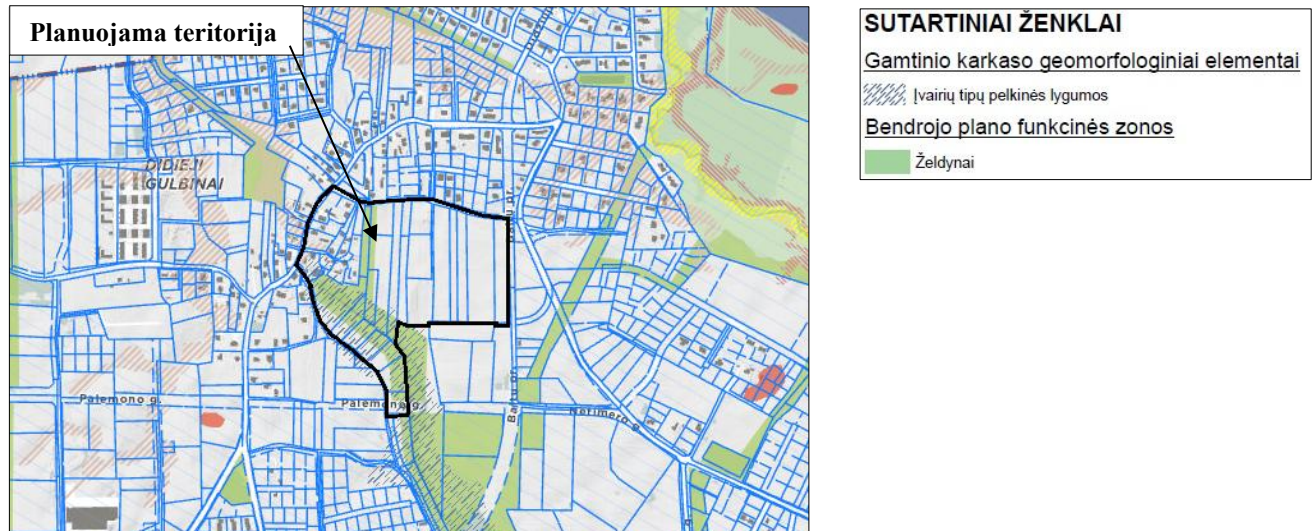 Planuojama teritorija
DIDIEJI
GULBINAI
Palemono g.
Palemono g.
Baltų pr.
Nerimero g.
SUTARTINIAI ŽENKLAI
Gamtinio karkaso geomorfologiniai elementai
Įvairių tipų pelkinės lygumos
Bendrojo plano funkcinės zonos
Želdynai